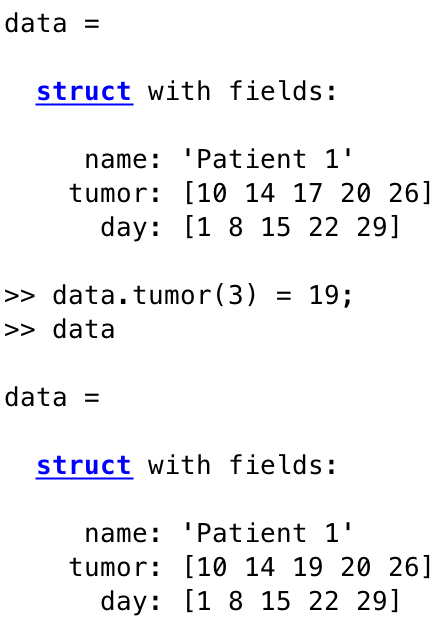 data =
struct with fields:
name: 'Patient 1'
tumor: [10 14 17 20 26]
day: [1 8 15 22 29]
>> data.tumor(3) = 19;
>> data
data =
struct with fields:
name: 'Patient 1'
tumor: [10 14 19 20 26]
day: [1 8 15 22 29]